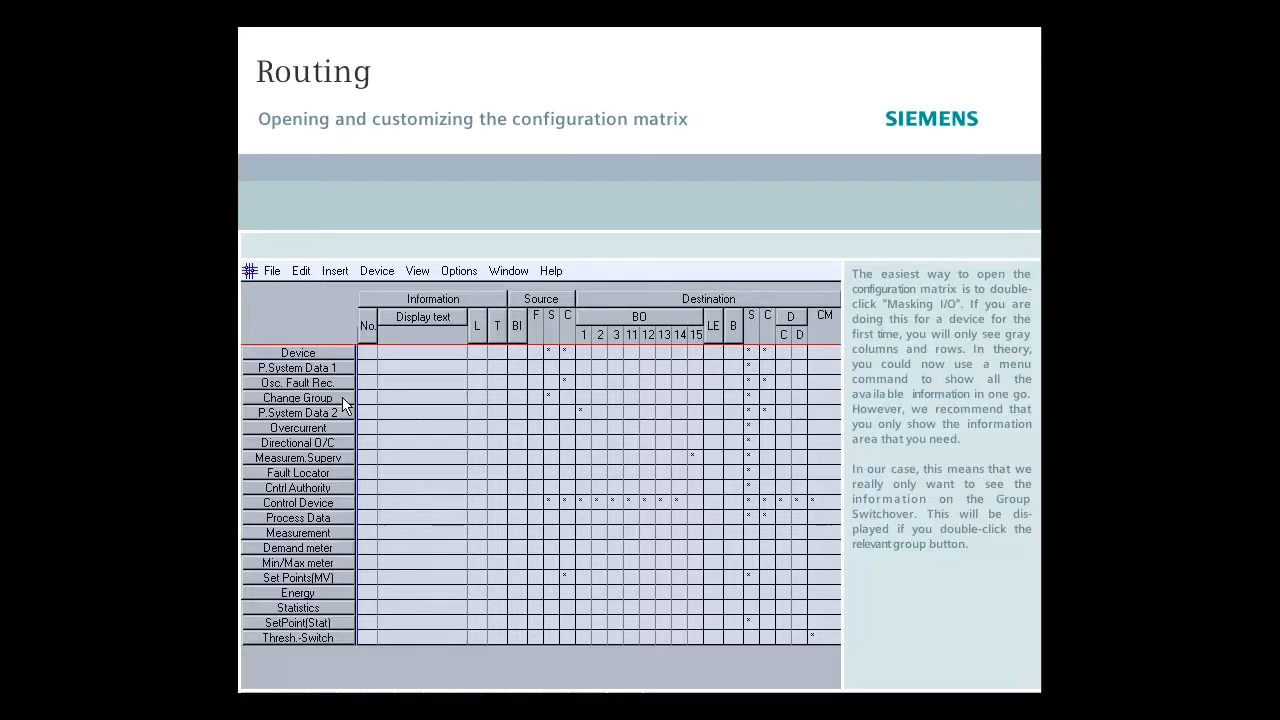 Routing
Opening and customizing the configuration matrix
SIEMENS
File Edit Insert Device View Options Window Help
Information Source Destination
No. Display text L T BI F S C BO LE B S C D CM
1 2 3 11 12 13 14 15 C D
Device * * * *
P.System Data 1 *
Osc. Fault Rec. * * *
Change Group * *
P.System Data 2 * * *
Overcurrent *
Directional O/C *
Measurem.Superv * *
Fault Locator *
Cntrl Authority *
Control Device * * * * * * * * * * * * * *
Process Data * *
Measurement
Demand meter
Min/Max meter
Set Points(MV) * *
Energy
Statistics
SetPoint(Stat) *
Thresh.-Switch *
The easiest way to open the
configuration matrix is to double-
click "Masking I/O". If you are
doing this for a device for the
first time, you will only see gray
columns and rows. In theory,
you could now use a menu
command to show all the
available information in one go.
However, we recommend that
you only show the information
area that you need.
In our case, this means that we
really only want to see the
information on the Group
Switchover. This will be dis-
played if you double-click the
relevant group button.